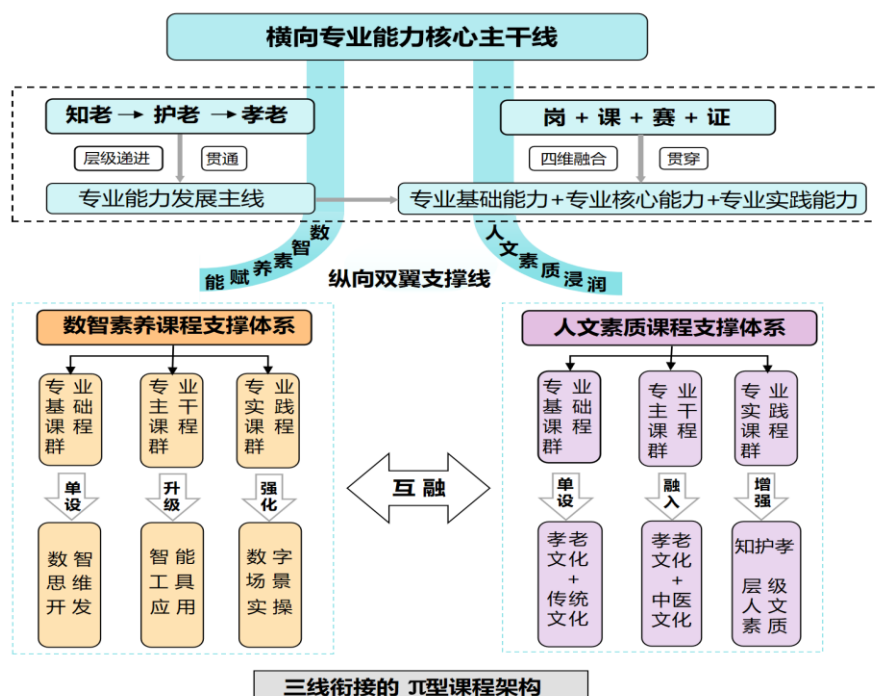 横向专业能力核心主干线
知老→护老→孝老
岗+课+赛+证
层级递进
贯通
四维融合
贯穿
专业能力发展主线
专业基础能力+专业核心能力+专业实践能力
数智素养赋能
人文素质浸润
纵向双翼支撑线
数智素养课程支撑体系
人文素质课程支撑体系
专业
基础
课程
群
专业
主干
课程
群
专业
实践
课程
群
专业
基础
课程
群
专业
主干
课程
群
专业
实践
课程
群
单设
升级
强化
互融
单设
融入
增强
数智
思维
开发
智能
工具
应用
数字
场景
实操
孝老
文化
+
传统
文化
孝老
文化
+
中医
文化
知护孝
层级
人文
素质
三线衔接的 π型课程架构